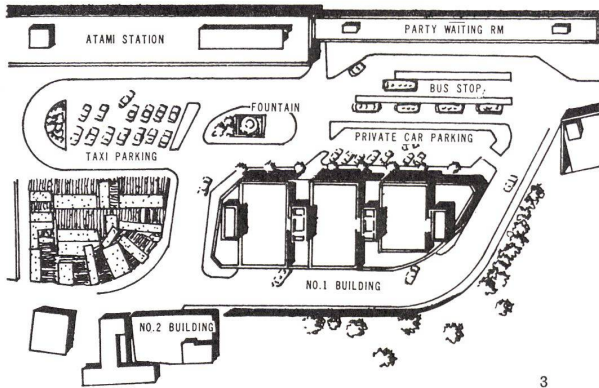 ATAMI STATION
PARTY WAITING RM
BUS STOP
FOUNTAIN
PRIVATE CAR PARKING
TAXI PARKING
NO.1 BUILDING
NO.2 BUILDING
3